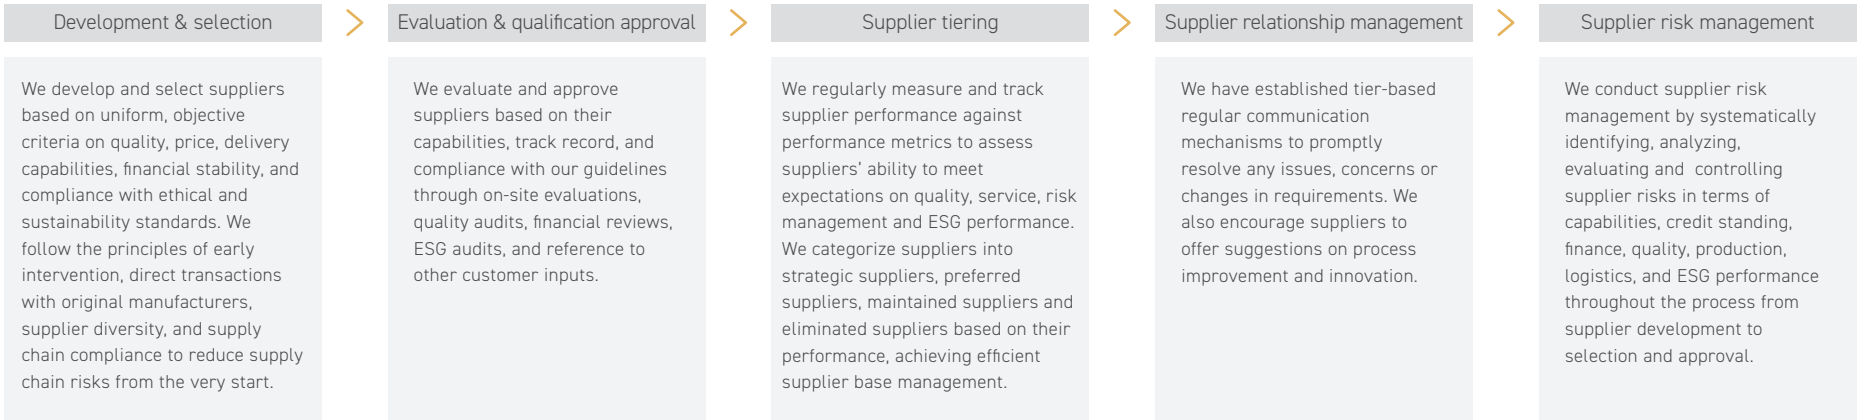 Development & selection
We develop and select suppliers
based on uniform, objective
criteria on quality, price, delivery
capabilities, financial stability, and
compliance with ethical and
sustainability standards. We
follow the principles of early
intervention, direct transactions
with original manufacturers,
supplier diversity, and supply
chain compliance to reduce supply
chain risks from the very start.
Evaluation & qualification approval
We evaluate and approve
suppliers based on their
capabilities, track record, and
compliance with our guidelines
through on-site evaluations,
quality audits, financial reviews,
ESG audits, and reference to
other customer inputs.
Supplier tiering
We regularly measure and track
supplier performance against
performance metrics to assess
suppliers’ ability to meet
expectations on quality, service, risk
management and ESG performance.
We categorize suppliers into
strategic suppliers, preferred
suppliers, maintained suppliers and
eliminated suppliers based on their
performance, achieving efficient
supplier base management.
Supplier relationship management
We have established tier-based
regular communication
mechanisms to promptly
resolve any issues, concerns or
changes in requirements. We
also encourage suppliers to
offer suggestions on process
improvement and innovation.
Supplier risk management
We conduct supplier risk
management by systematically
identifying, analyzing,
evaluating and  controlling
supplier risks in terms of
capabilities, credit standing,
finance, quality, production,
logistics, and ESG performance
throughout the process from
supplier development to
selection and approval.